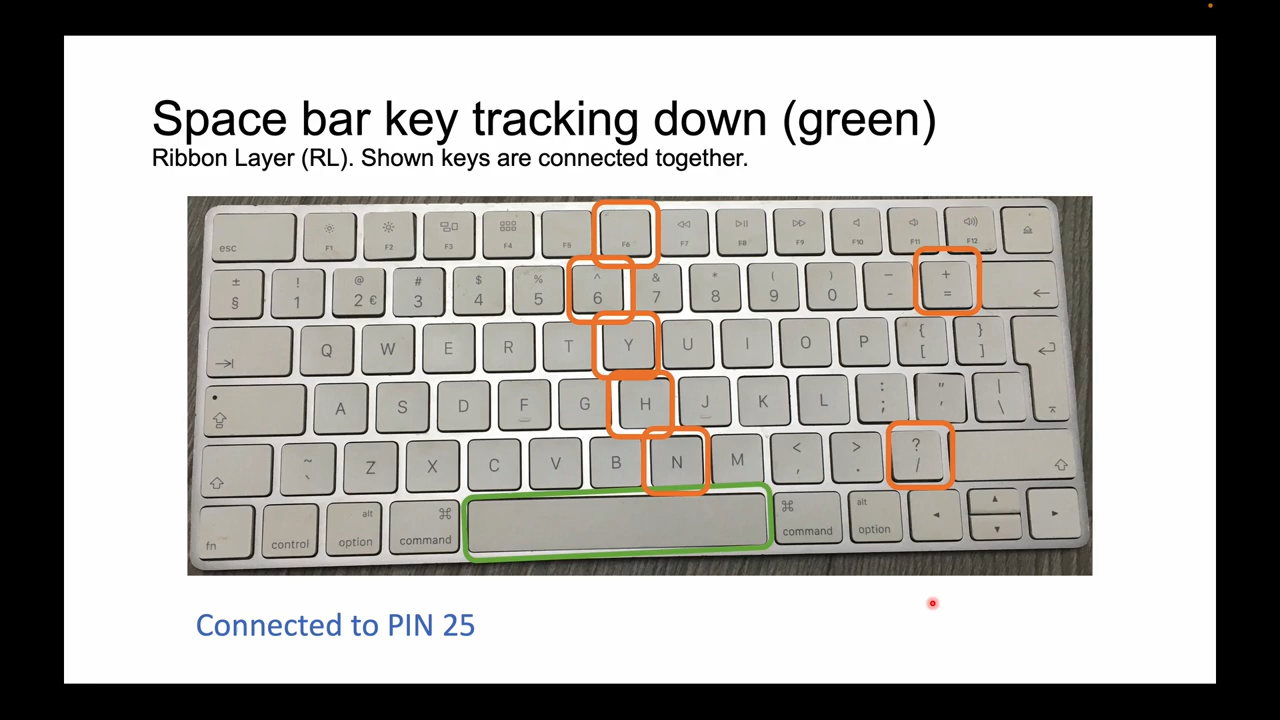 Space bar key tracking down (green)
Ribbon Layer (RL). Shown keys are connected together.
esc F1 F2 F3 F4 F5 F6 F7 F8 F9 F10 F11 F12
± ! @ # $ % ^ & * ( ) — +
§ 1 2 € 3 4 5 6 7 8 9 0 - =
Q W E R T Y U I O P { [ } ]
A S D F G H J K L : ; " ' | \
~ ` Z X C V B N M < , > . ? /
alt ⌘ ⌘ alt
fn control option command command option
Connected to PIN 25